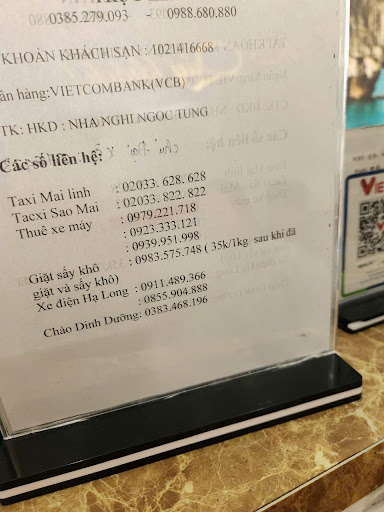 0385.279.093 - 0988.680.880
KHOẢN KHÁCH SẠN :1021416668
ân hàng:VIETCOMBANK(VCB)
TK: HKD : NHA NGHI NGOC TUNG
Các số liên hệ:
Taxi Mai linh : 02033. 628. 628
Tacxi Sao Mai : 02033. 822. 822
Thuê xe máy : 0979.221.718
: 0923.333.121
: 0939.951.998
Giặt sấy khô : 0983.575.748 ( 35k/1kg sau khi đã
giặt và sấy khô)
Xe điện Hạ Long : 0911.489.366
: 0855.904.888
Cháo Dinh Dưỡng: 0383.468.196